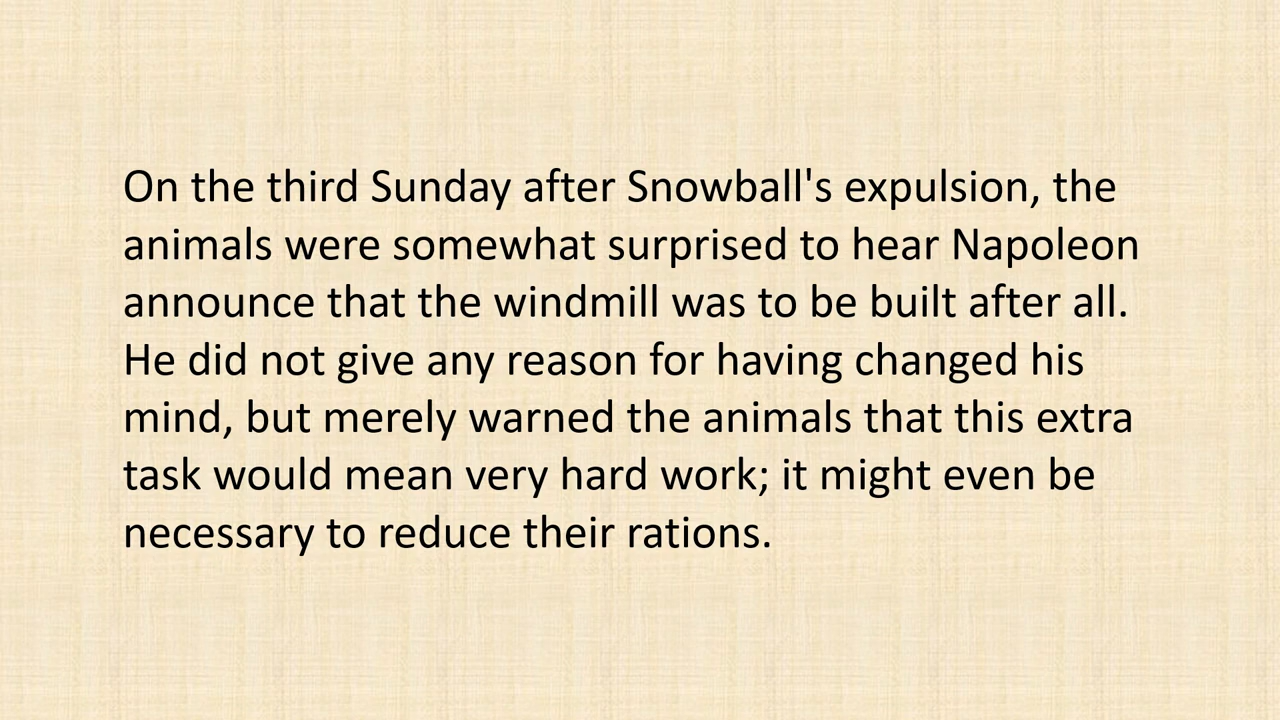 On the third Sunday after Snowball's expulsion, the
animals were somewhat surprised to hear Napoleon
announce that the windmill was to be built after all.
He did not give any reason for having changed his
mind, but merely warned the animals that this extra
task would mean very hard work; it might even be
necessary to reduce their rations.